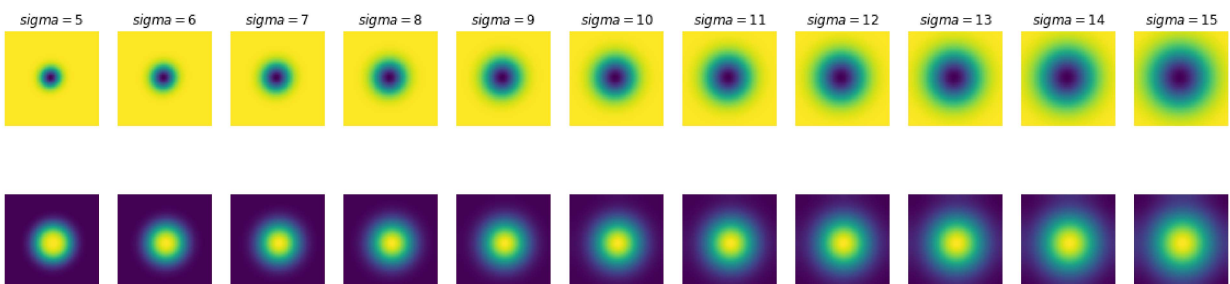 sigma = 5 sigma = 6 sigma = 7 sigma = 8 sigma = 9 sigma = 10 sigma = 11 sigma = 12 sigma = 13 sigma = 14 sigma = 15